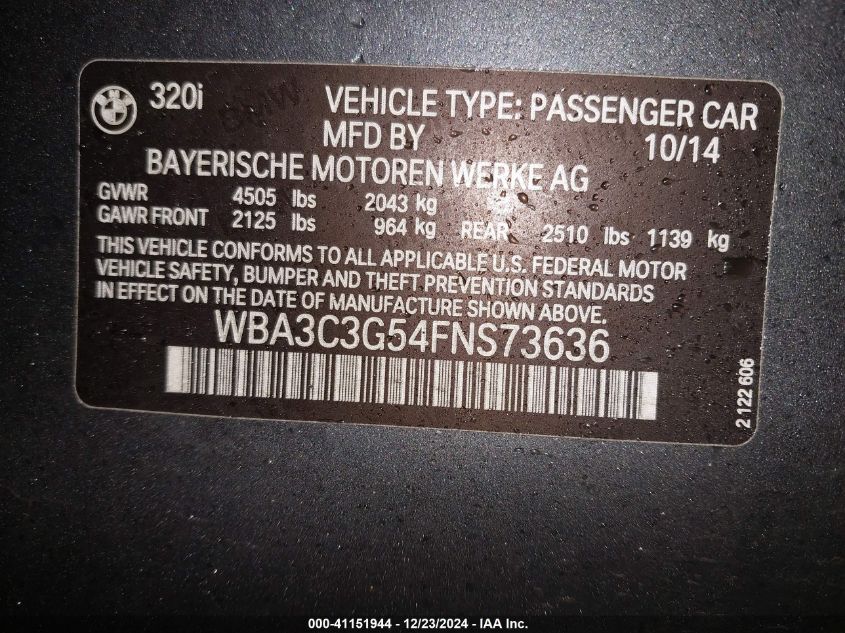 320i VEHICLE TYPE: PASSENGER CAR
MFD BY 10/14
BAYERISCHE MOTOREN WERKE AG
GVWR 4505 lbs 2043 kg
GAWR FRONT 2125 lbs 964 kg REAR 2510 lbs 1139 kg
THIS VEHICLE CONFORMS TO ALL APPLICABLE U.S. FEDERAL MOTOR
VEHICLE SAFETY, BUMPER AND THEFT PREVENTION STANDARDS
IN EFFECT ON THE DATE OF MANUFACTURE SHOWN ABOVE.
WBA3C3G54FNS73636
2 122 606
000-41151944 - 12/23/2024 - IAA Inc.